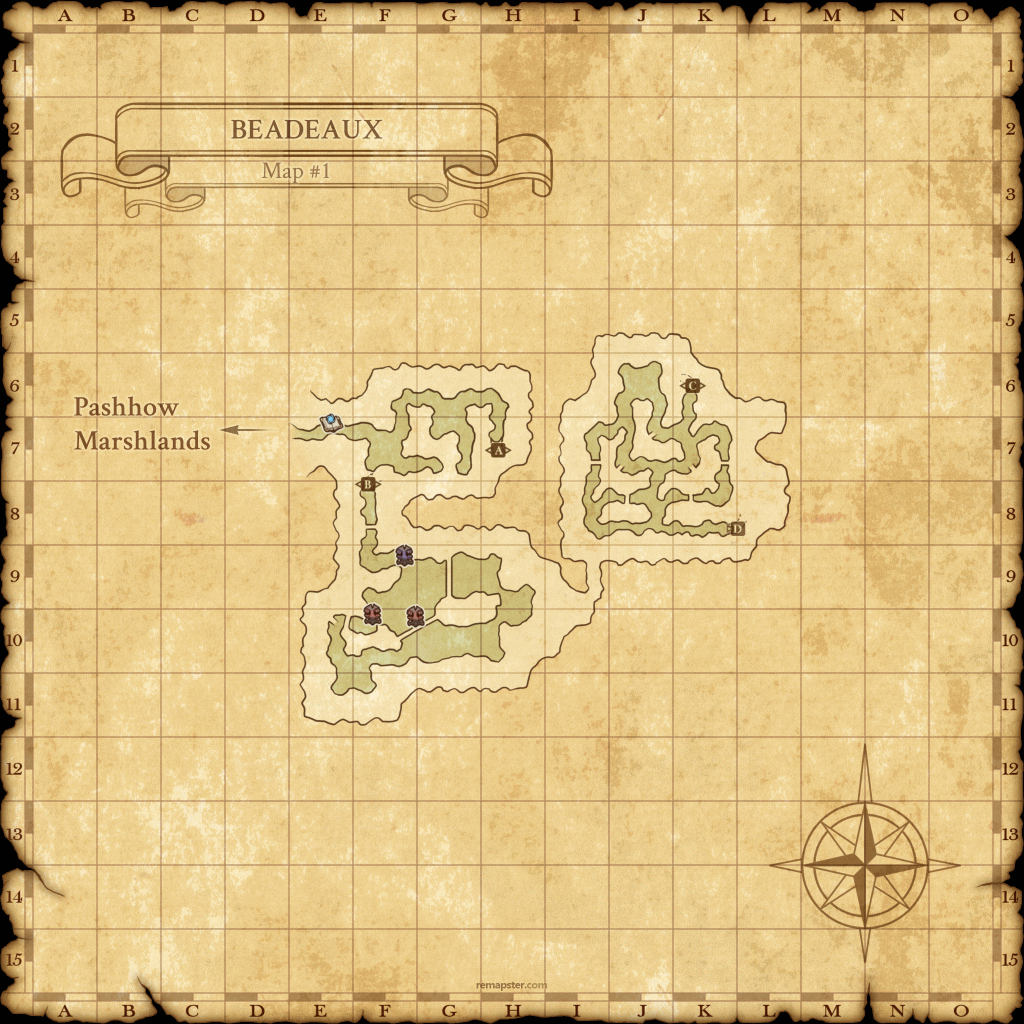 A B C D E F G H I J K L M N O
1 1
BEADEAUX
2 2
Map #1
3 3
4 4
5 5
6 C 6
Pashhow
Marshlands
7 A 7
B
8 D 8
9 9
10 10
11 11
12 12
13 13
14 14
15 15
remapster.com
A B C D E F G H I J K L M N O